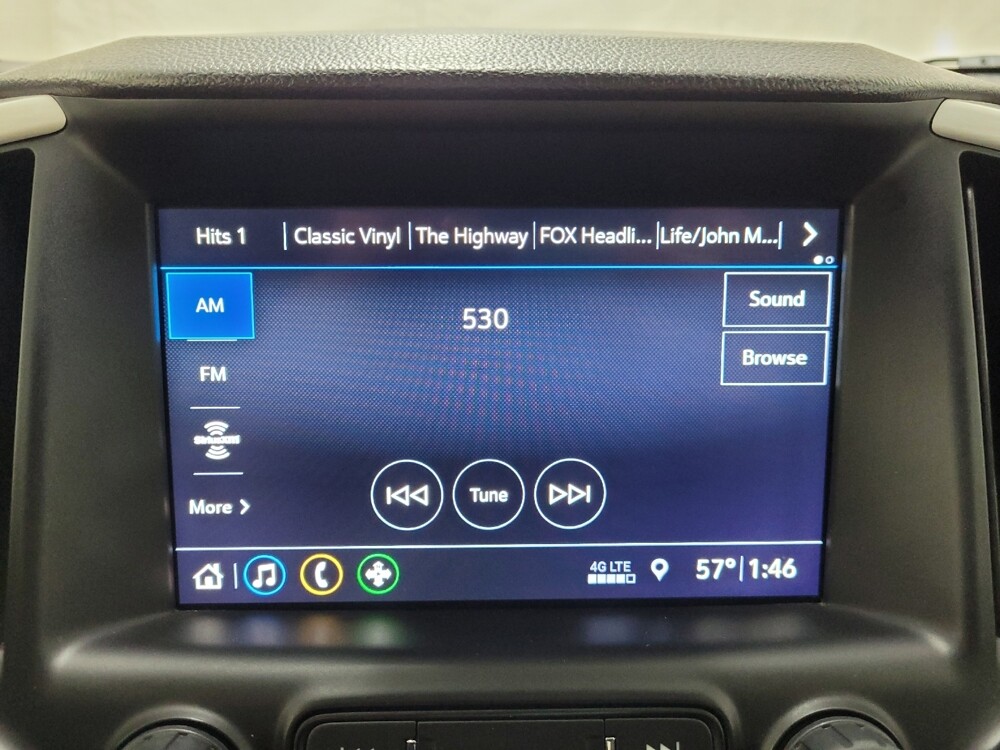 Hits 1 | Classic Vinyl | The Highway | FOX Headli... | Life/John M...
AM
530
Sound
FM
Browse
SiriusXM
More
Tune
4G LTE
57° 1:46